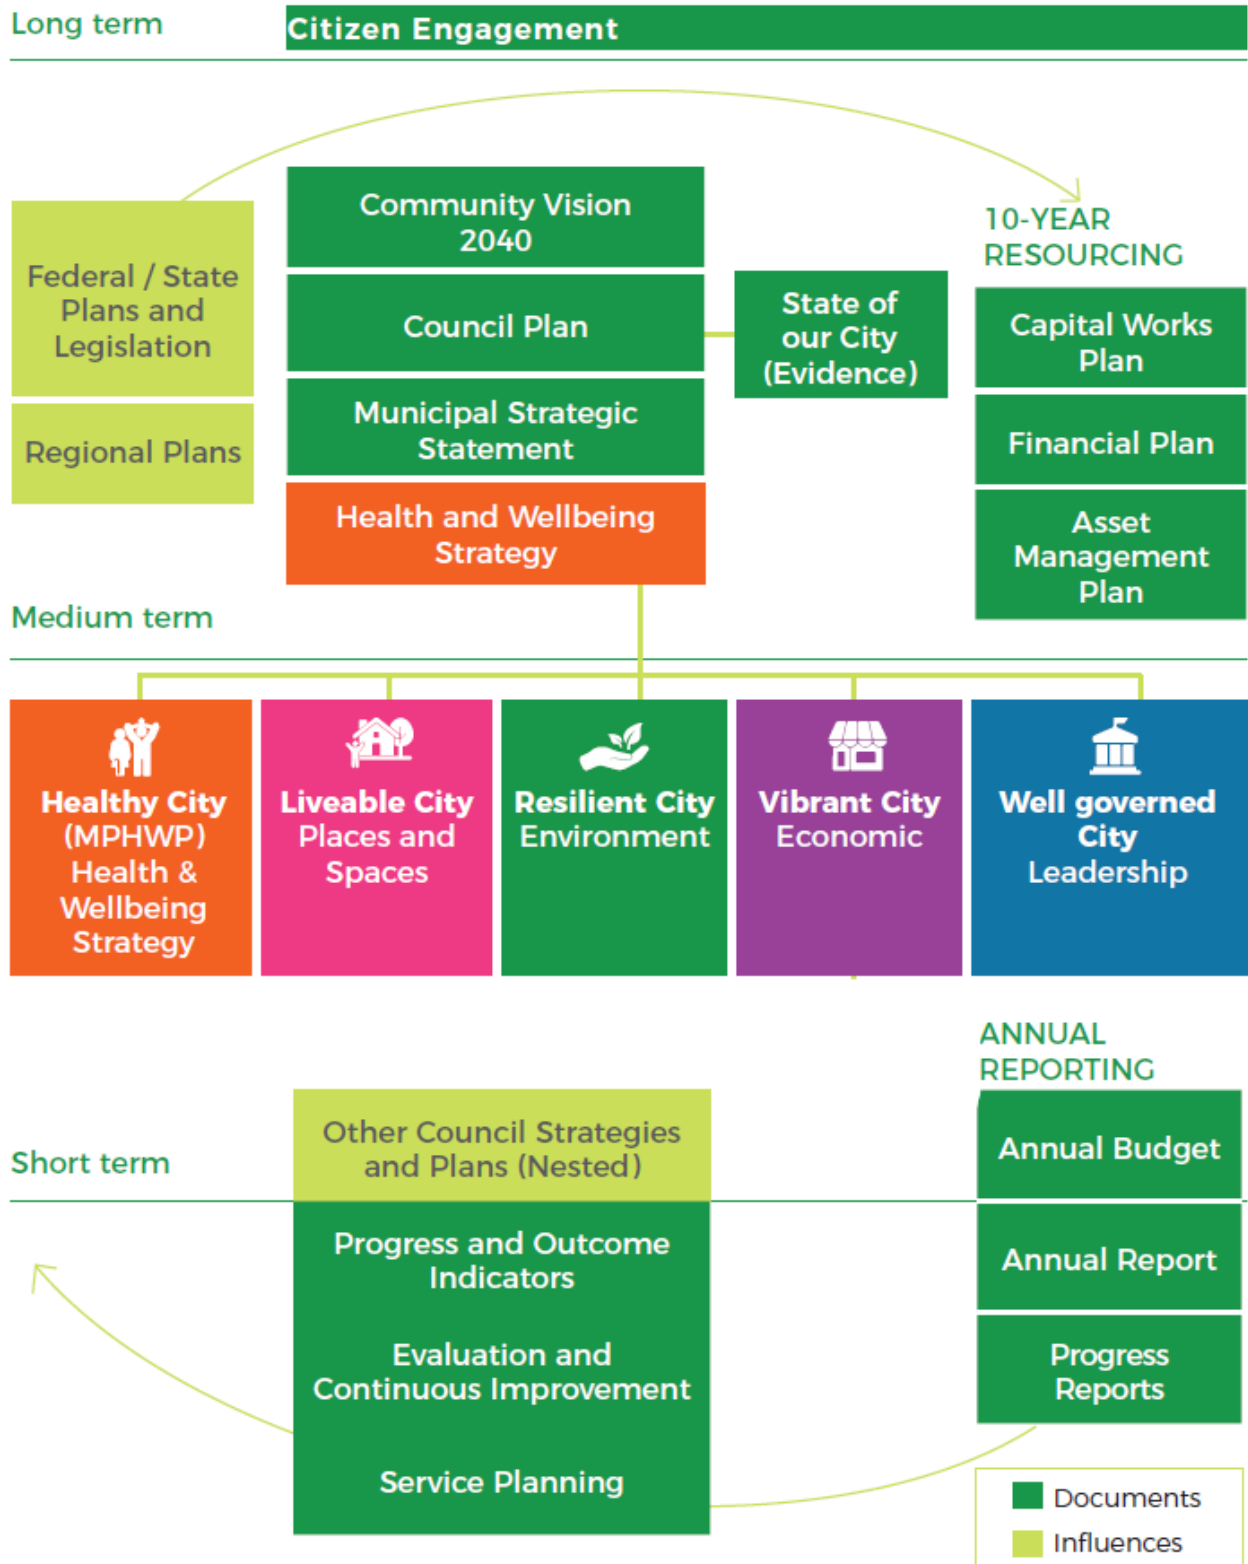 Long term
Citizen Engagement
Federal / State
Plans and
Legislation
Regional Plans
Community Vision
2040
Council Plan
Municipal Strategic
Statement
Health and Wellbeing
Strategy
State of
our City
(Evidence)
10-YEAR
RESOURCING
Capital Works
Plan
Financial Plan
Asset
Management
Plan
Medium term
Healthy City
(MPHWP)
Health &
Wellbeing
Strategy
Liveable City
Places and
Spaces
Resilient City
Environment
Vibrant City
Economic
Well governed
City
Leadership
Short term
Other Council Strategies
and Plans (Nested)
Progress and Outcome
Indicators
Evaluation and
Continuous Improvement
Service Planning
ANNUAL
REPORTING
Annual Budget
Annual Report
Progress
Reports
Documents
Influences